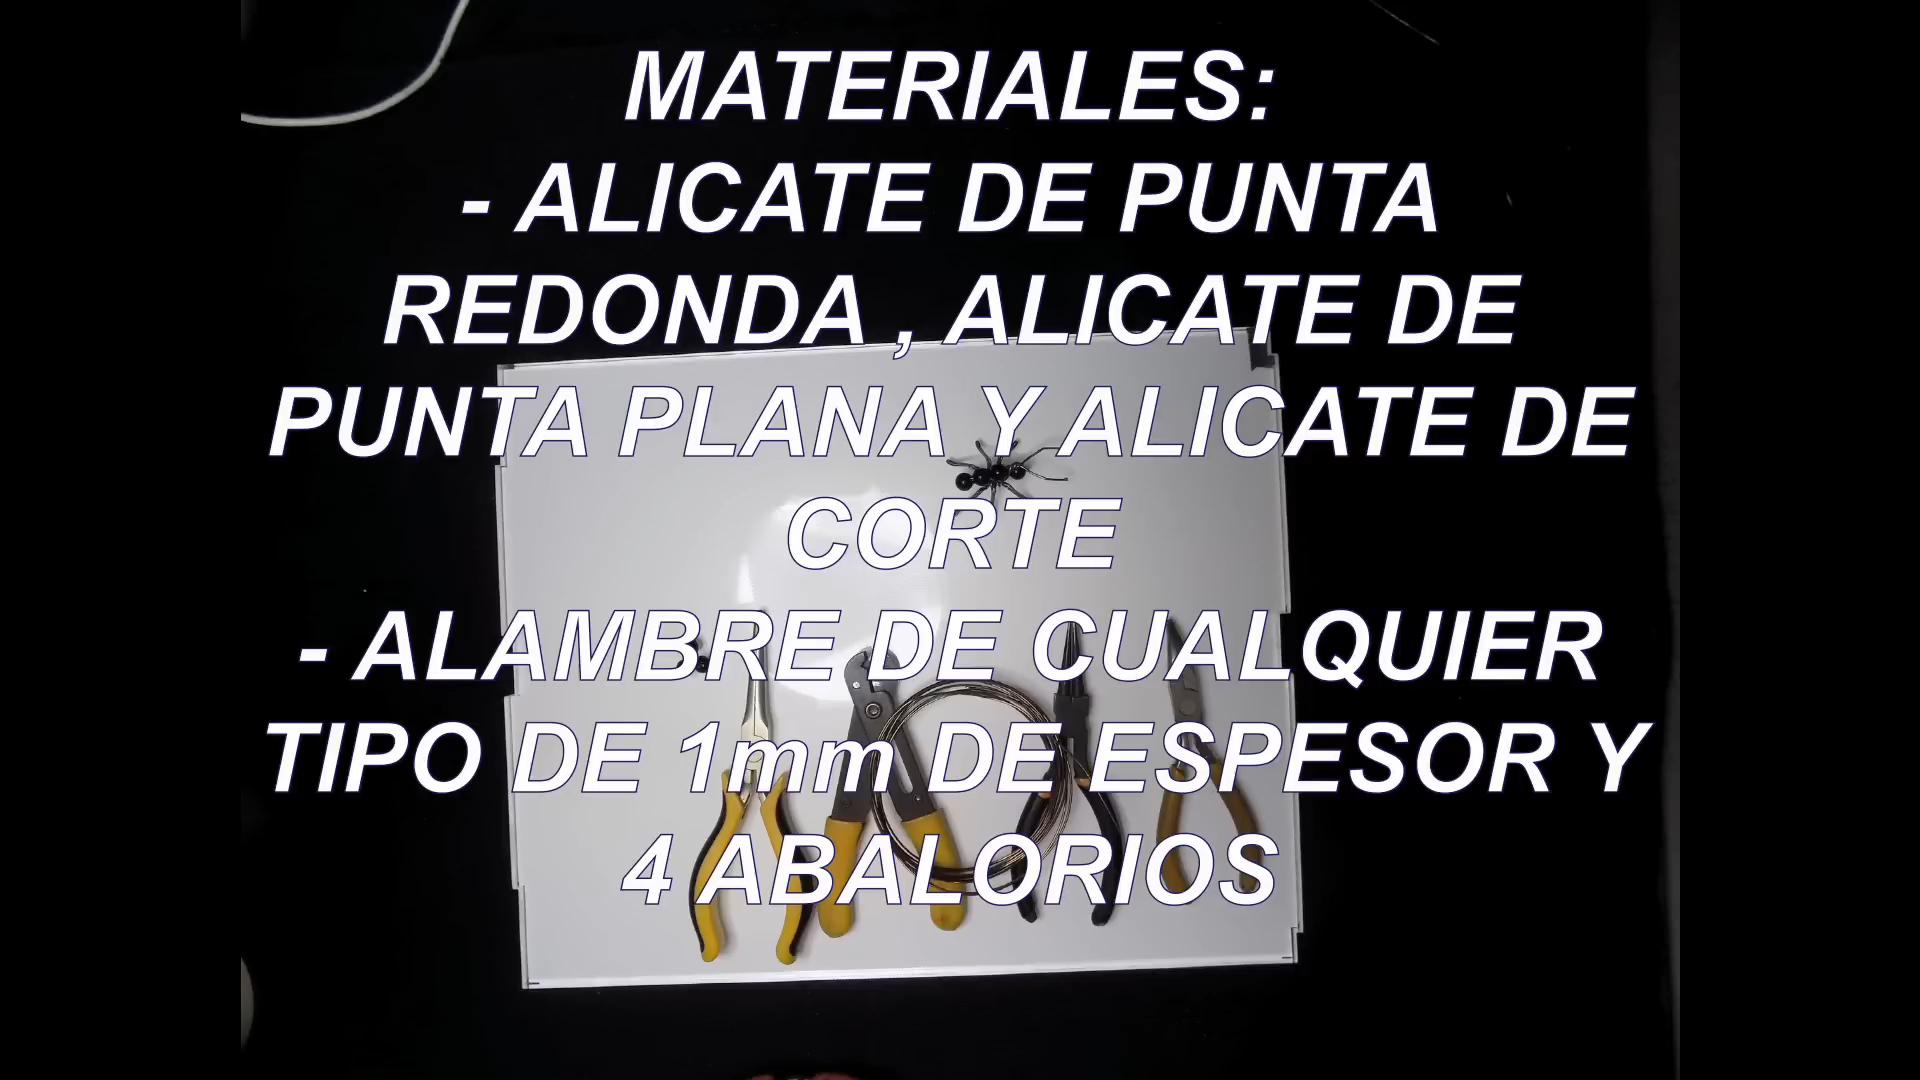 MATERIALES:
- ALICATE DE PUNTA
REDONDA , ALICATE DE
PUNTA PLANA Y ALICATE DE
CORTE
- ALAMBRE DE CUALQUIER
TIPO DE 1mm DE ESPESOR Y
4 ABALORIOS